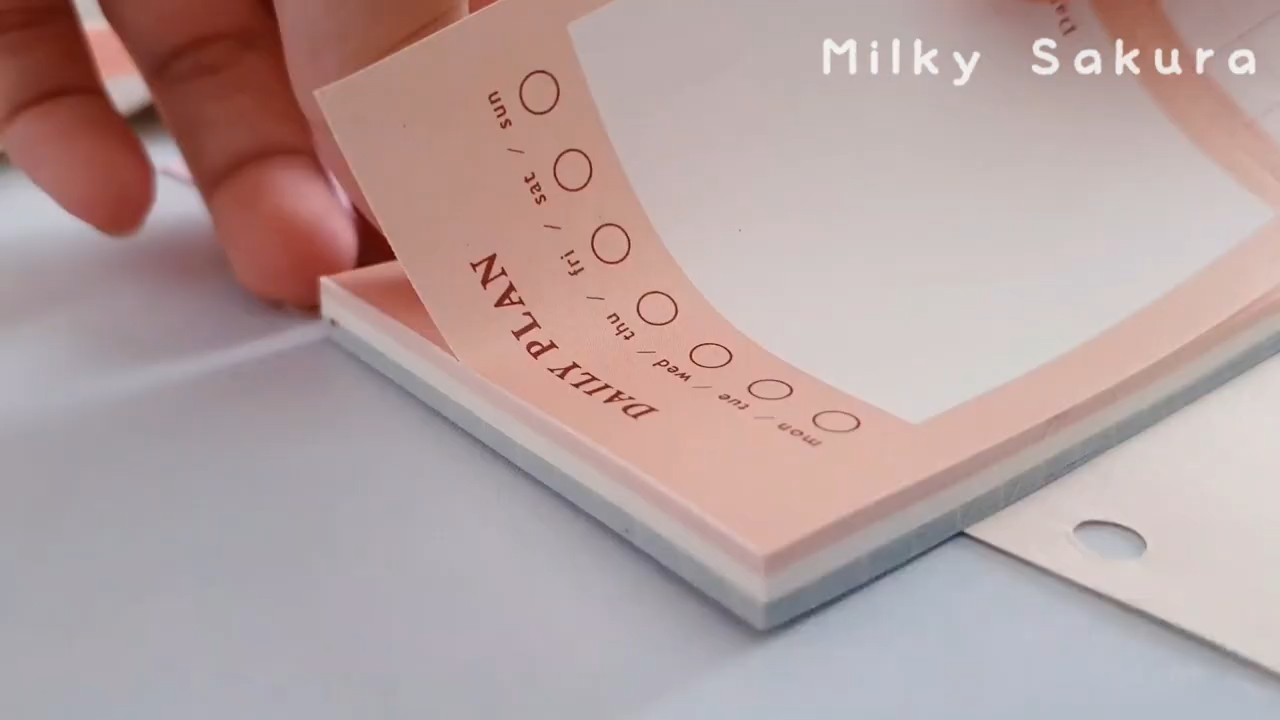 Milky Sakura
DAILY PLAN
mon / tue / wed / thu / fri / sat / sun